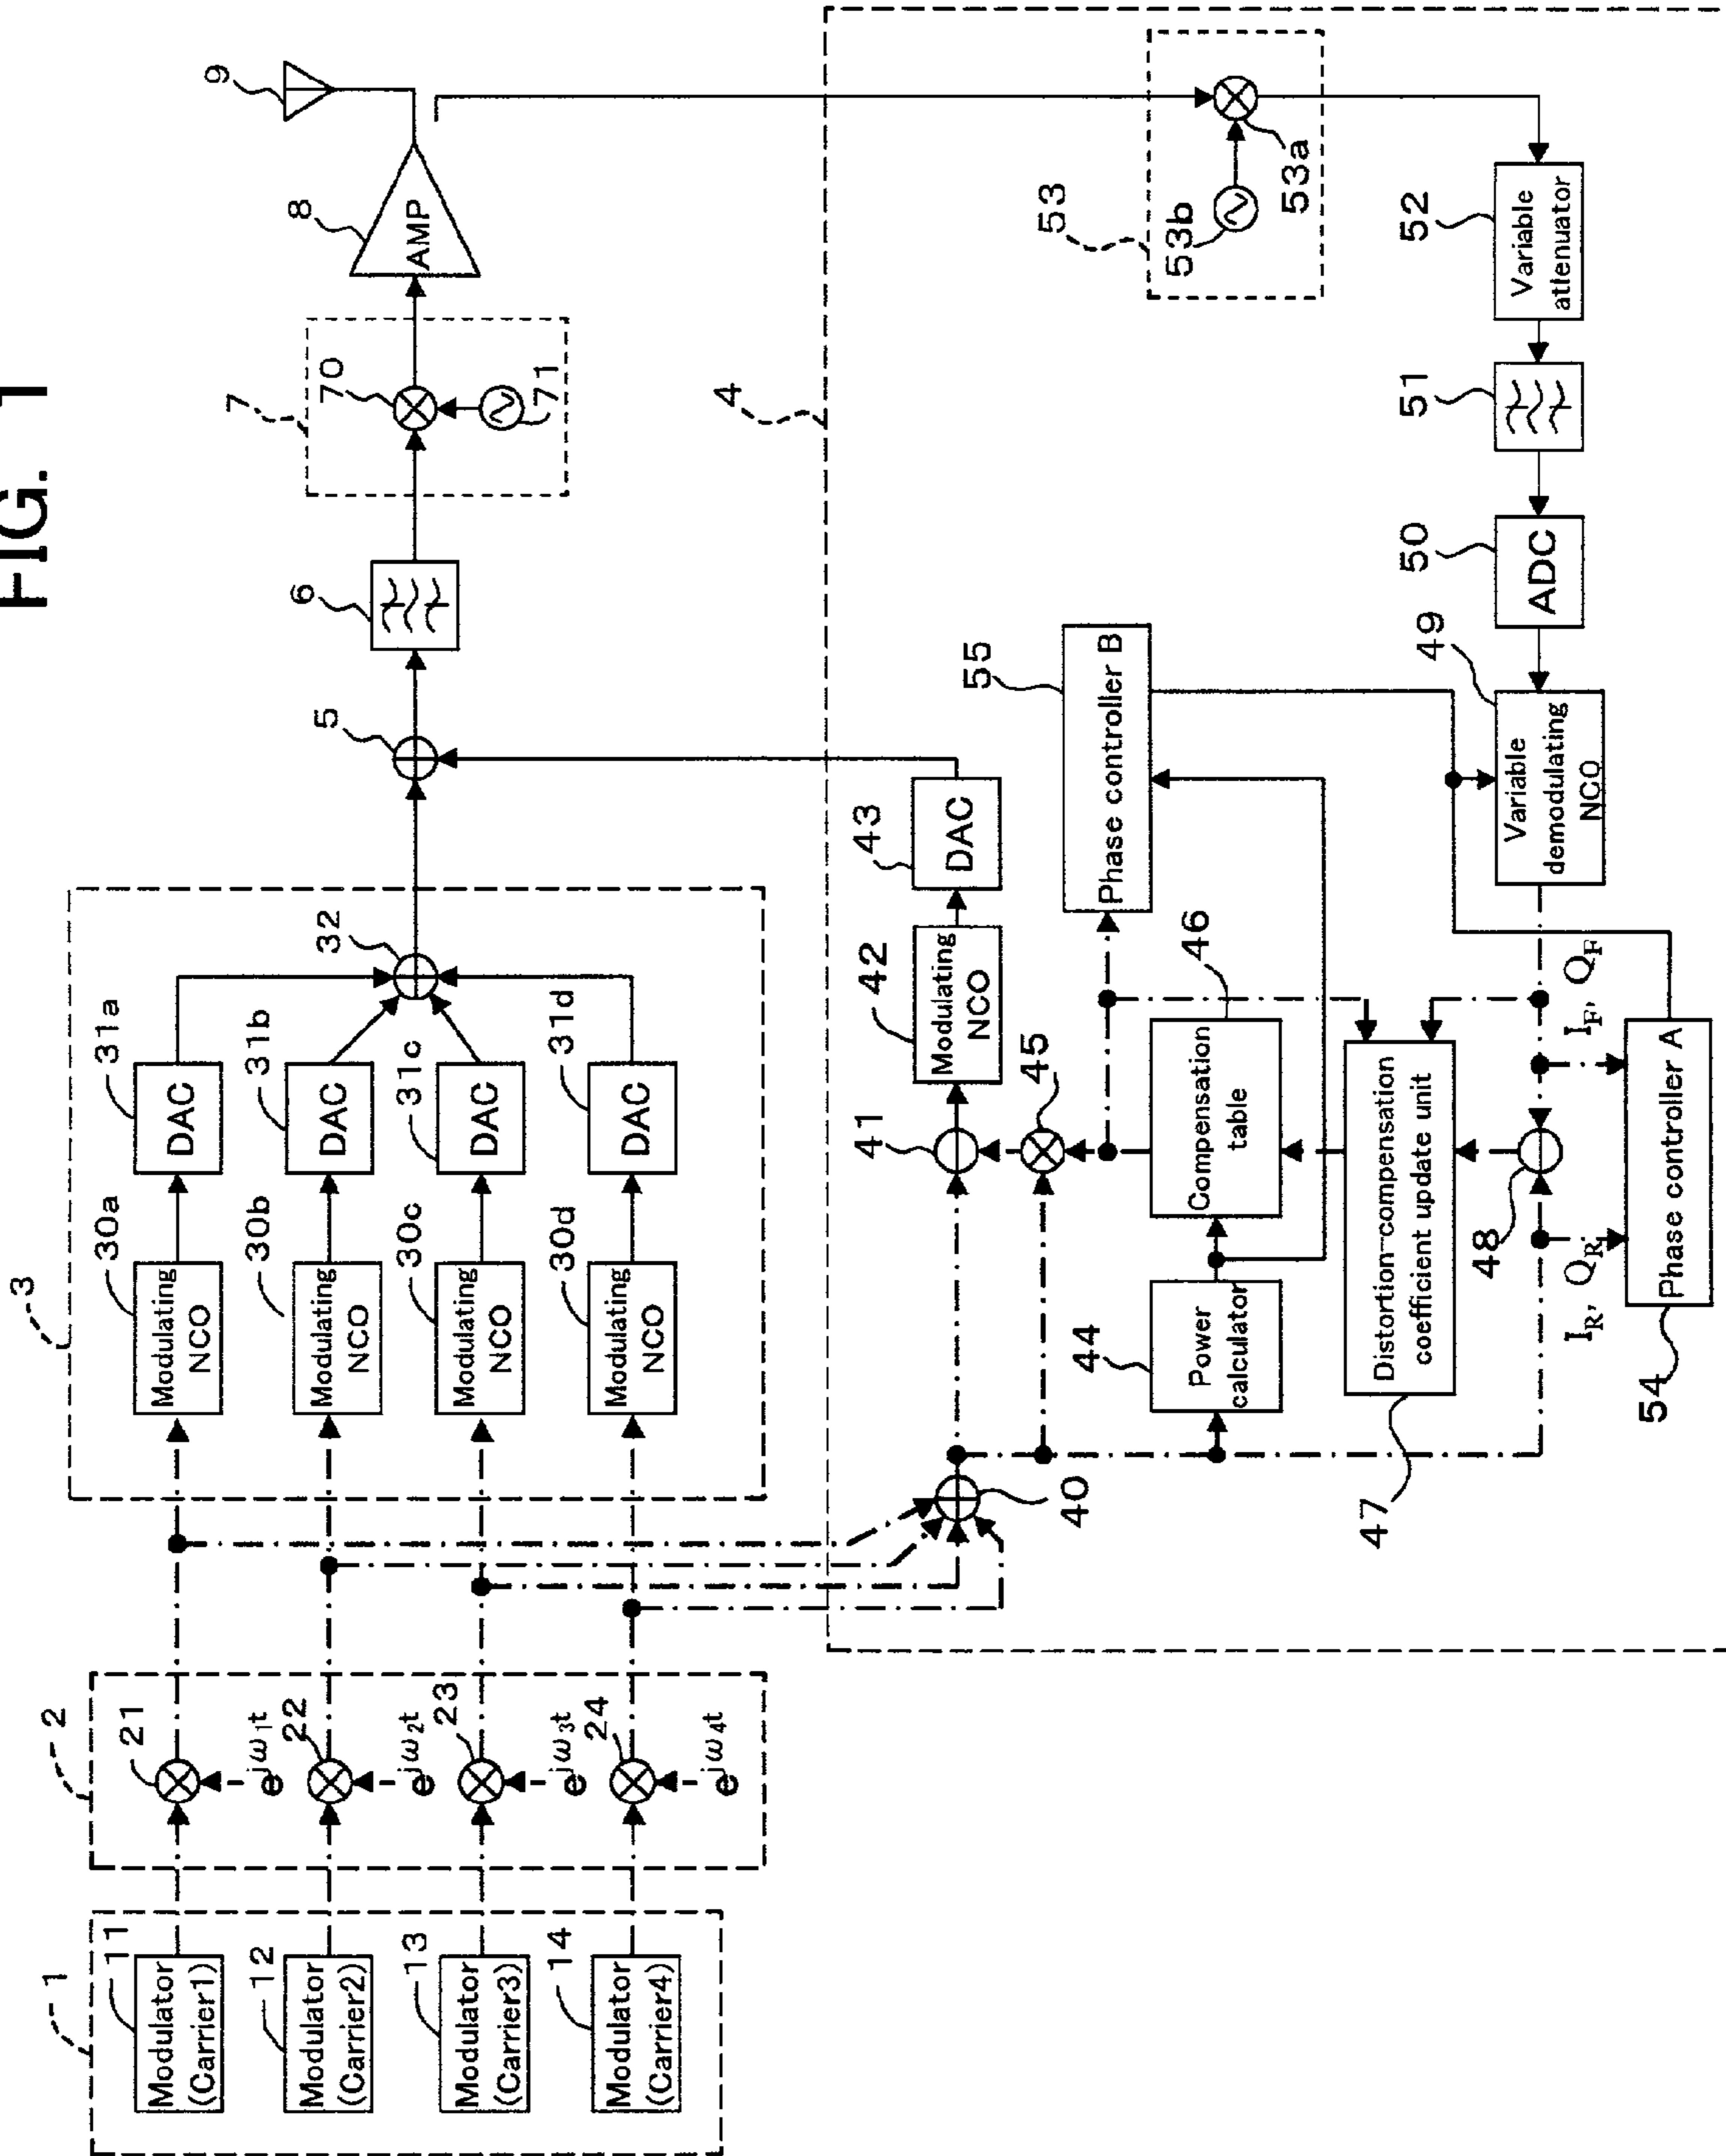 FIG. 1
1
11
Modulator
(Carrier1)
12
Modulator
(Carrier2)
13
Modulator
(Carrier3)
14
Modulator
(Carrier4)
2
21
e^jω1t
22
e^jω2t
23
e^jω3t
24
e^jω4t
3
30a
Modulating
NCO
31a
DAC
30b
Modulating
NCO
31b
DAC
30c
Modulating
NCO
31c
DAC
30d
Modulating
NCO
31d
DAC
32
5
6
7
70
71
8
AMP
9
4
40
41
42
Modulating
NCO
43
DAC
45
44
Power
calculator
46
Compensation
table
55
Phase controller B
47
Distortion-compensation
coefficient update unit
48
IR, QR
IF, QF
54
Phase controller A
49
Variable
demodulating
NCO
50
ADC
51
52
Variable
attenuator
53
53b
53a